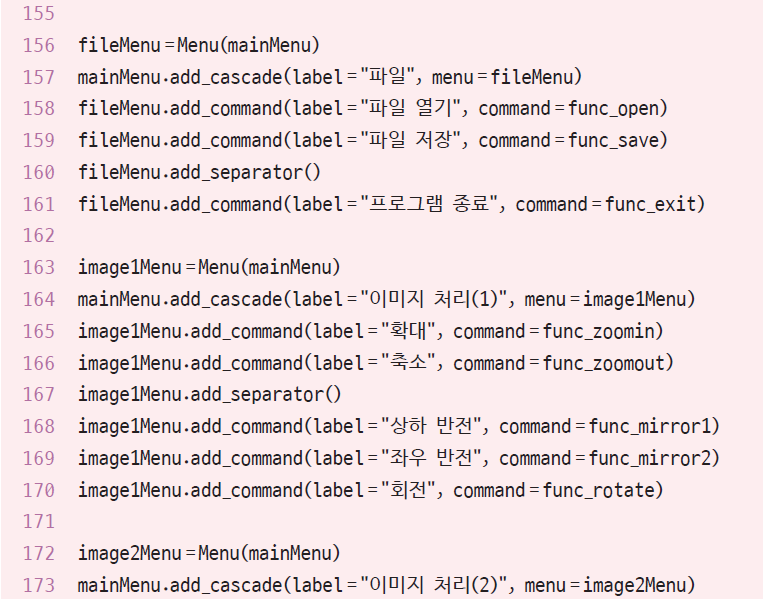 155
156 fileMenu=Menu(mainMenu)
157 mainMenu.add_cascade(label="파일", menu=fileMenu)
158 fileMenu.add_command(label="파일 열기", command=func_open)
159 fileMenu.add_command(label="파일 저장", command=func_save)
160 fileMenu.add_separator()
161 fileMenu.add_command(label="프로그램 종료", command=func_exit)
162
163 image1Menu=Menu(mainMenu)
164 mainMenu.add_cascade(label="이미지 처리(1)", menu=image1Menu)
165 image1Menu.add_command(label="확대", command=func_zoomin)
166 image1Menu.add_command(label="축소", command=func_zoomout)
167 image1Menu.add_separator()
168 image1Menu.add_command(label="상하 반전", command=func_mirror1)
169 image1Menu.add_command(label="좌우 반전", command=func_mirror2)
170 image1Menu.add_command(label="회전", command=func_rotate)
171
172 image2Menu=Menu(mainMenu)
173 mainMenu.add_cascade(label="이미지 처리(2)", menu=image2Menu)